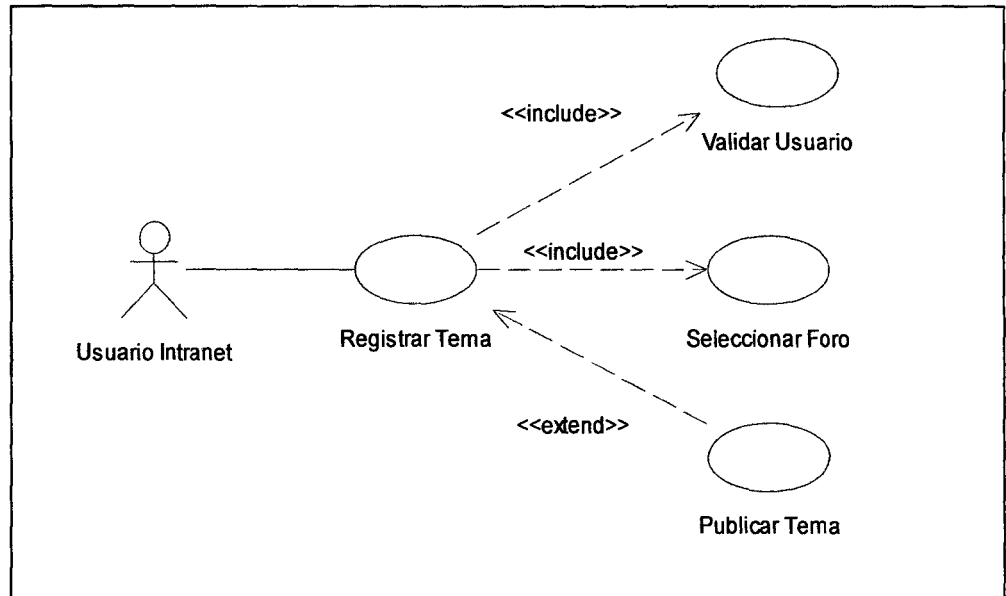 <<include>>
Validar Usuario
<<include>>
Usuario Intranet
Registrar Tema
Seleccionar Foro
<<extend>>
Publicar Tema